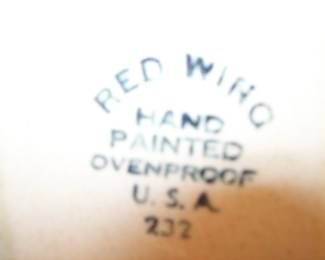 RED WING
HAND
PAINTED
OVENPROOF
U.S.A.
232